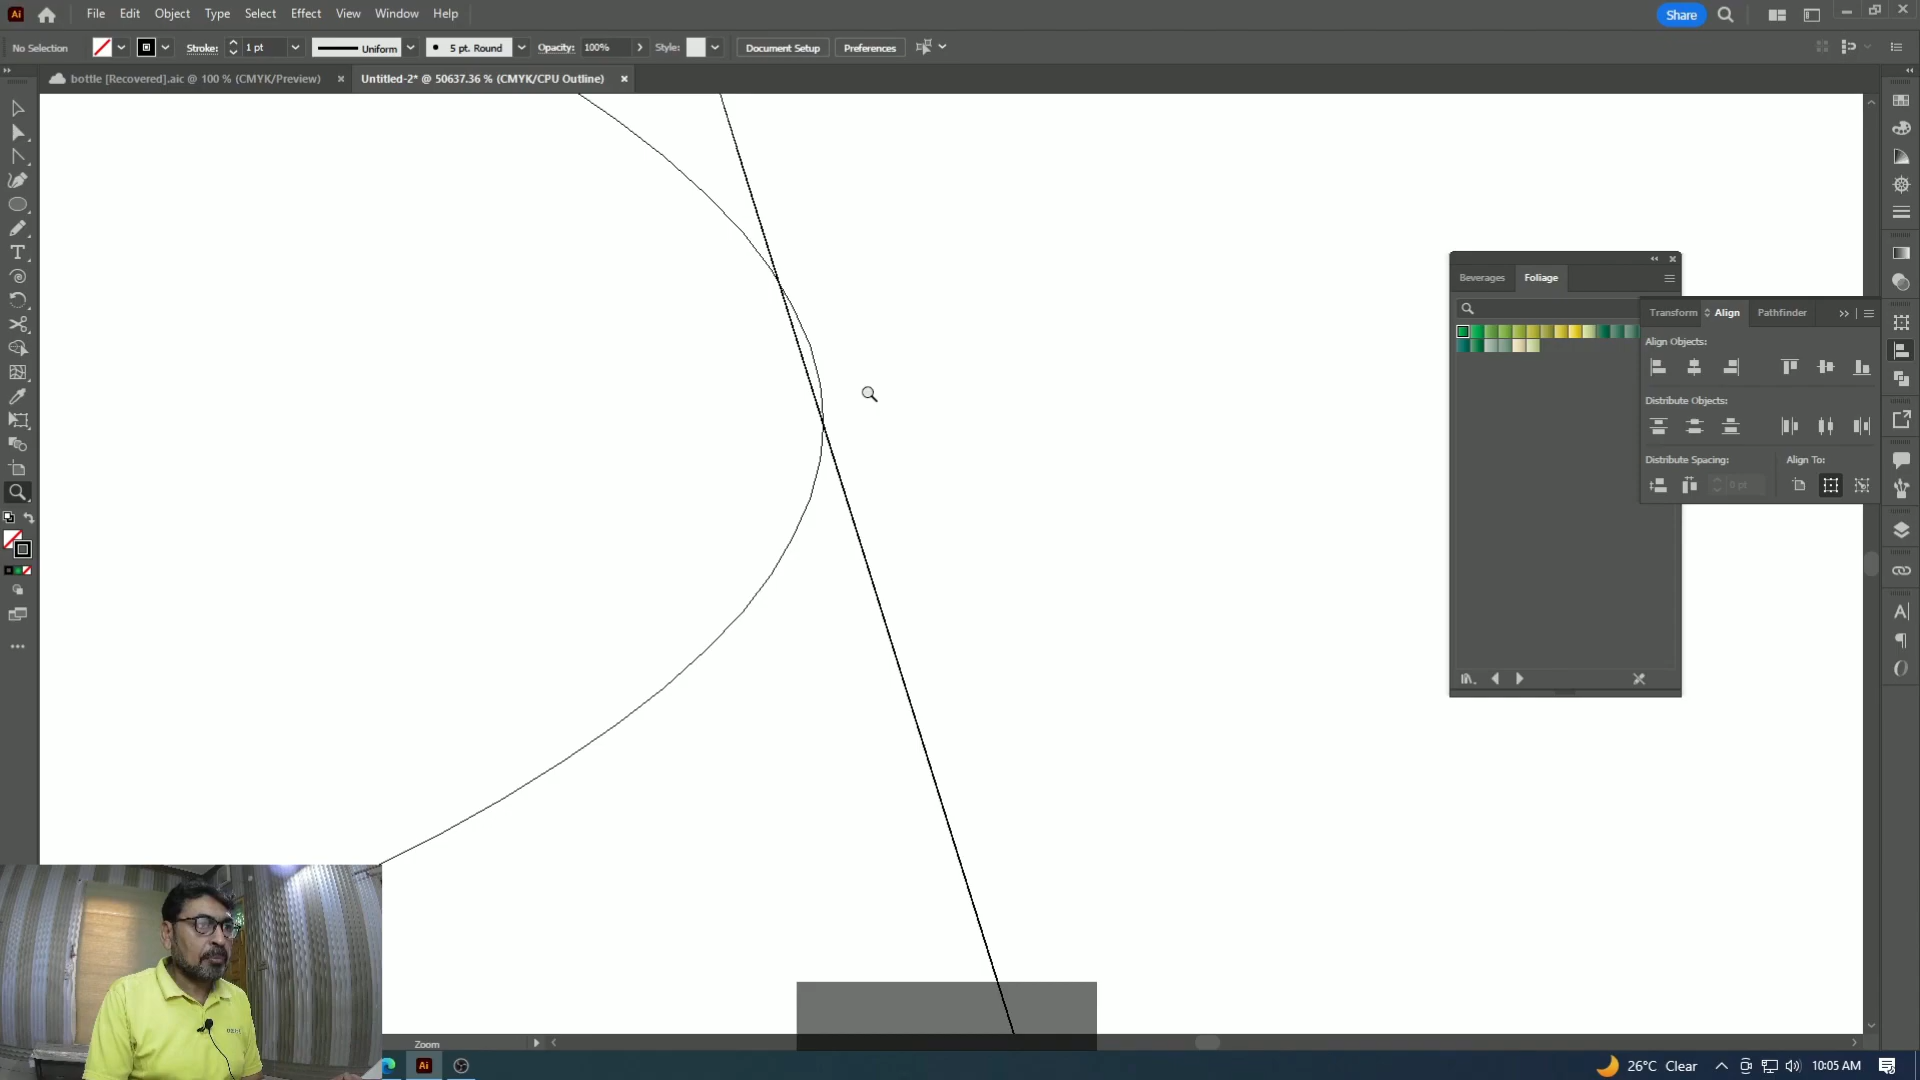 Ai
File Edit Object Type Select Effect View Window Help
Share
No Selection
Stroke: 1 pt
Uniform
5 pt. Round
Opacity: 100%
Style:
Document Setup
Preferences
bottle [Recovered].aic @ 100 % (CMYK/Preview)
Untitled-2* @ 50637.36 % (CMYK/CPU Outline)
Beverages Foliage
Transform Align Pathfinder
Align Objects:
Distribute Objects:
Distribute Spacing: Align To:
0 pt
Zoom
Ai
26°C Clear
10:05 AM